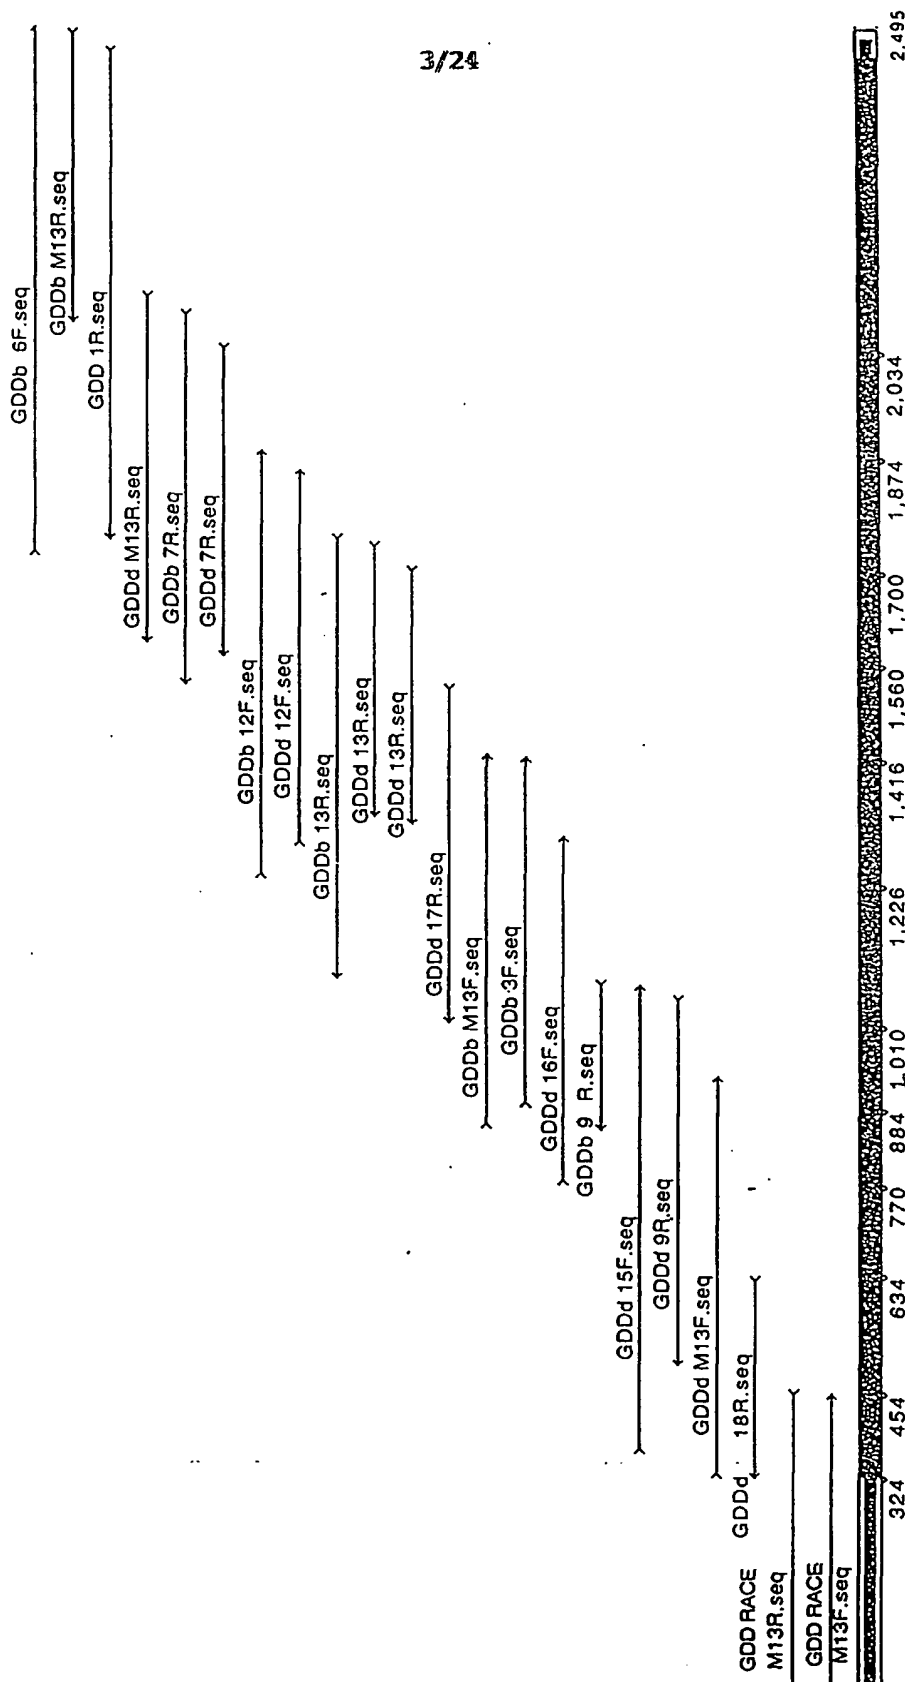 3/24
GDDb 6F.seq
GDDb M13R.seq
GDD 1R.seq
GDDd M13R.seq
GDDb 7R.seq
GDDd 7R.seq
GDDb 12F.seq
GDDd 12F.seq
GDDb 13R.seq
GDDd 13R.seq
GDDd 13R.seq
GDDd 17R.seq
GDDb M13F.seq
GDDb 3F.seq
GDDd 16F.seq
GDDb 9 R.seq
GDDd 15F.seq
GDDd 9R.seq
GDDd M13F.seq
GDDd 18R.seq
GDD RACE
M13R.seq
GDD RACE
M13F.seq
324 454 634 770 884 1,010 1,226 1,416 1,560 1,700 1,874 2,034 2,495